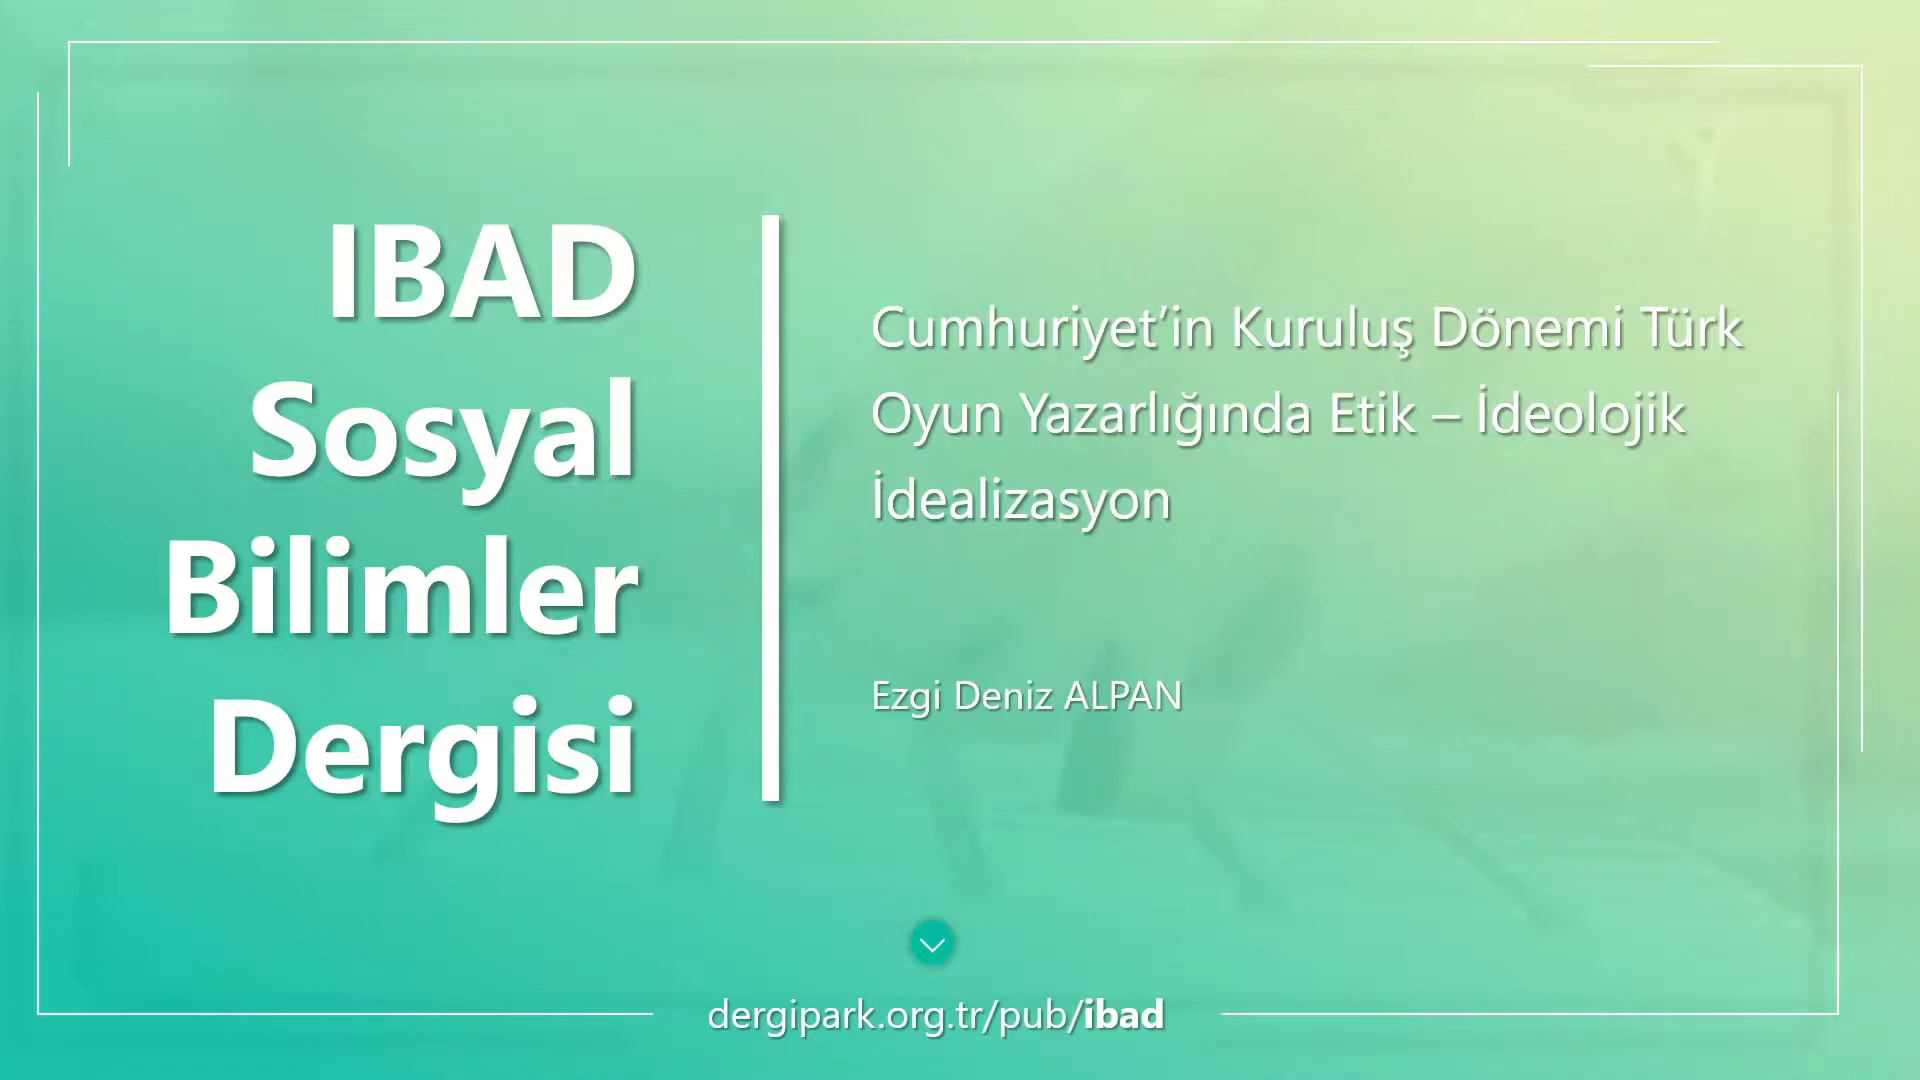 IBAD
Sosyal
Bilimler
Dergisi
Cumhuriyet’in Kuruluş Dönemi Türk
Oyun Yazarlığında Etik – İdeolojik
İdealizasyon
Ezgi Deniz ALPAN
dergipark.org.tr/pub/ibad